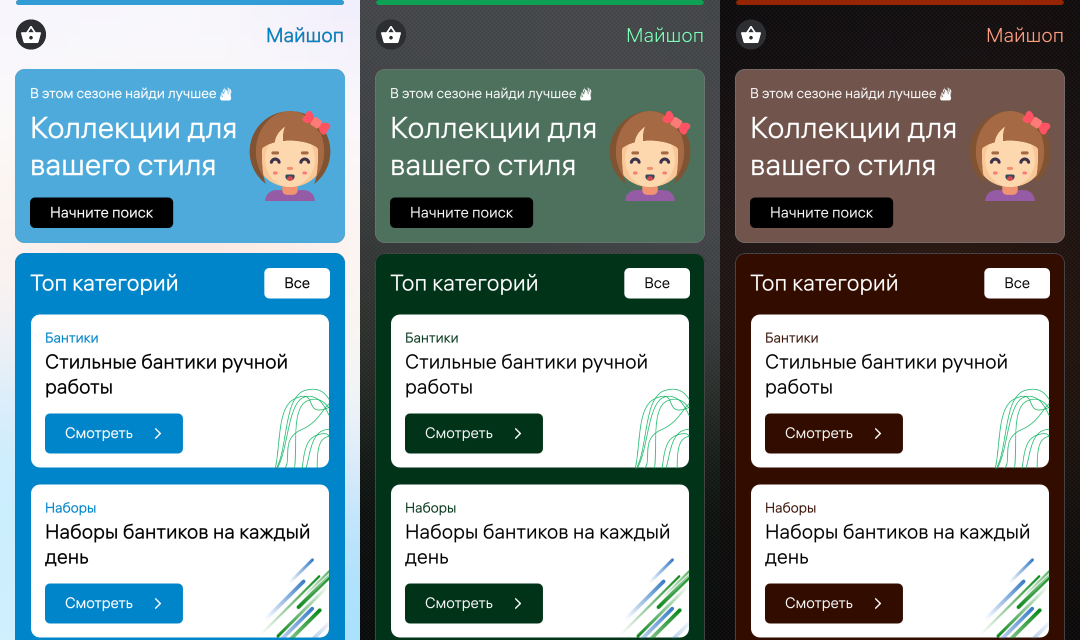 Майшоп
В этом сезоне найди лучшее
Коллекции для
вашего стиля
Начните поиск
Топ категорий
Все
Бантики
Стильные бантики ручной
работы
Смотреть
Наборы
Наборы бантиков на каждый
день
Смотреть
Майшоп
В этом сезоне найди лучшее
Коллекции для
вашего стиля
Начните поиск
Топ категорий
Все
Бантики
Стильные бантики ручной
работы
Смотреть
Наборы
Наборы бантиков на каждый
день
Смотреть
Майшоп
В этом сезоне найди лучшее
Коллекции для
вашего стиля
Начните поиск
Топ категорий
Все
Бантики
Стильные бантики ручной
работы
Смотреть
Наборы
Наборы бантиков на каждый
день
Смотреть